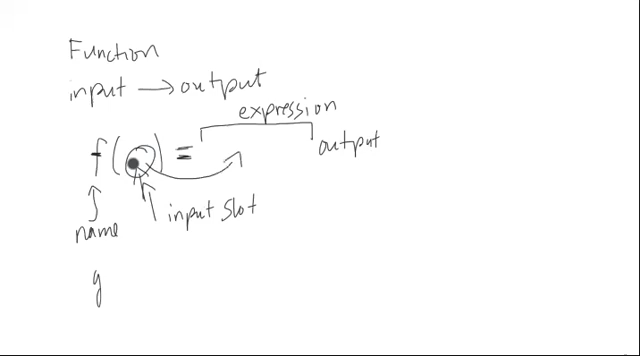 Function
input → output
expression
f( ) = output
input slot
name
y